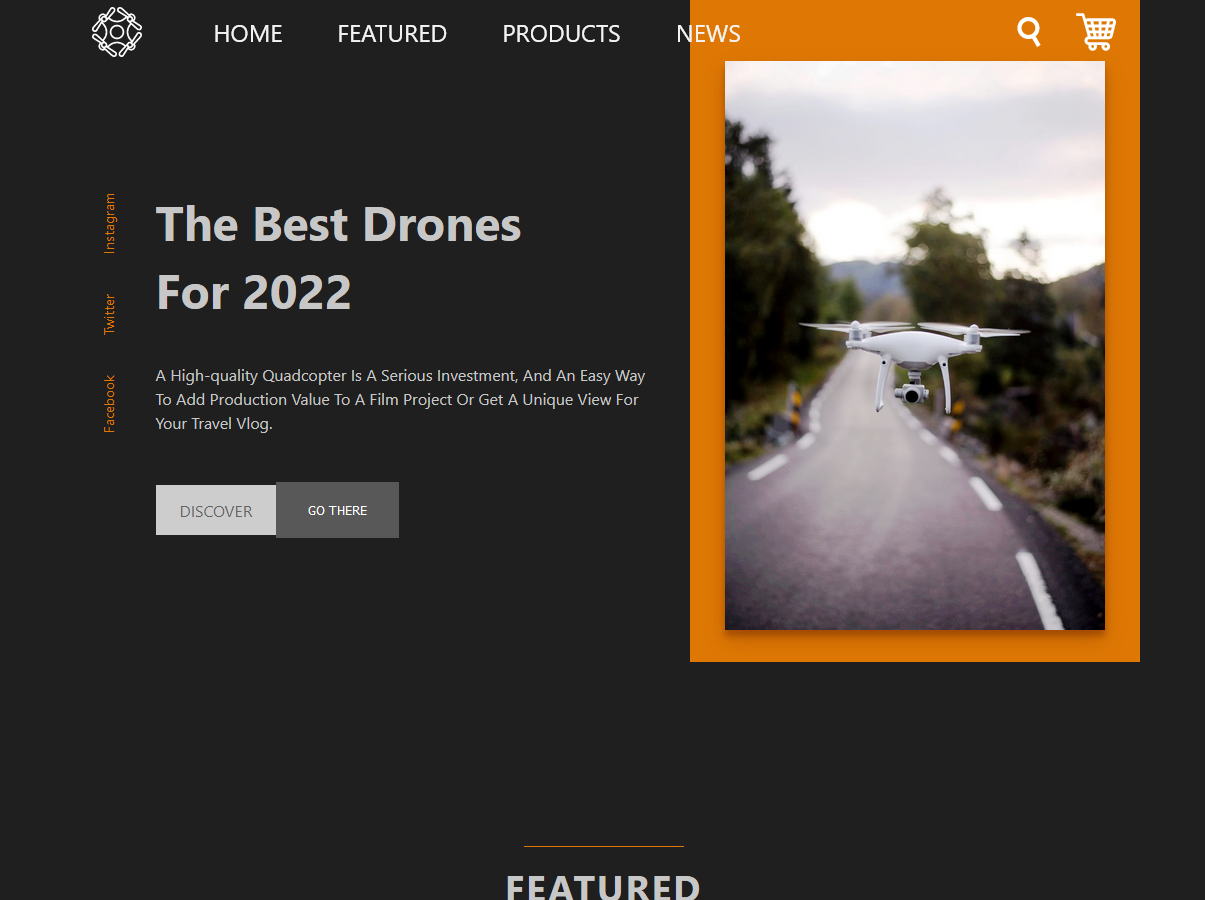 HOME FEATURED PRODUCTS NEWS
Instagram
Twitter
Facebook
The Best Drones
For 2022
A High-quality Quadcopter Is A Serious Investment, And An Easy Way
To Add Production Value To A Film Project Or Get A Unique View For
Your Travel Vlog.
DISCOVER GO THERE
FEATURED